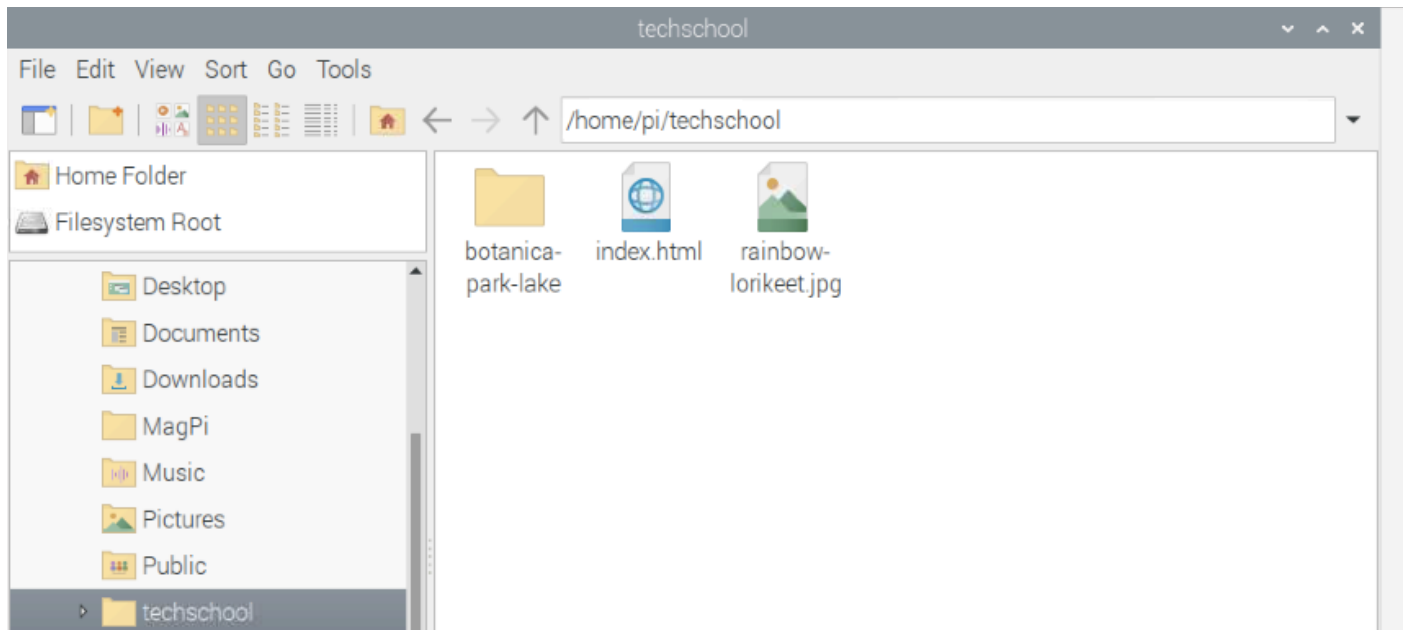 techschool
File Edit View Sort Go Tools
/home/pi/techschool
Home Folder
Filesystem Root
Desktop
Documents
Downloads
MagPi
Music
Pictures
Public
techschool
botanica-
park-lake
index.html
rainbow-
lorikeet.jpg